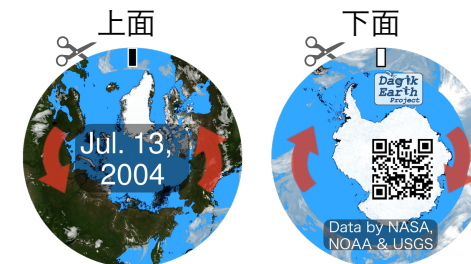 上面
下面
Jul. 13,
2004
Dagik
Earth
Project
Data by NASA,
NOAA & USGS